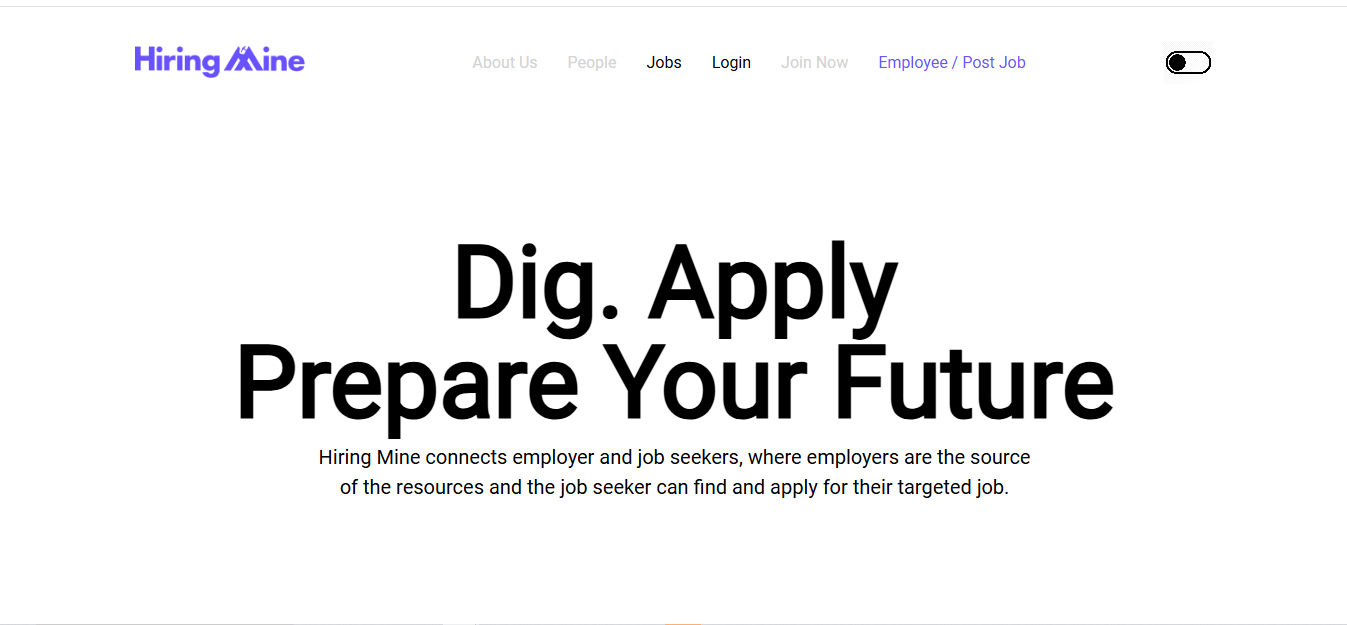 Hiring Mine
About Us People Jobs Login Join Now Employee / Post Job
Dig. Apply
Prepare Your Future
Hiring Mine connects employer and job seekers, where employers are the source
of the resources and the job seeker can find and apply for their targeted job.